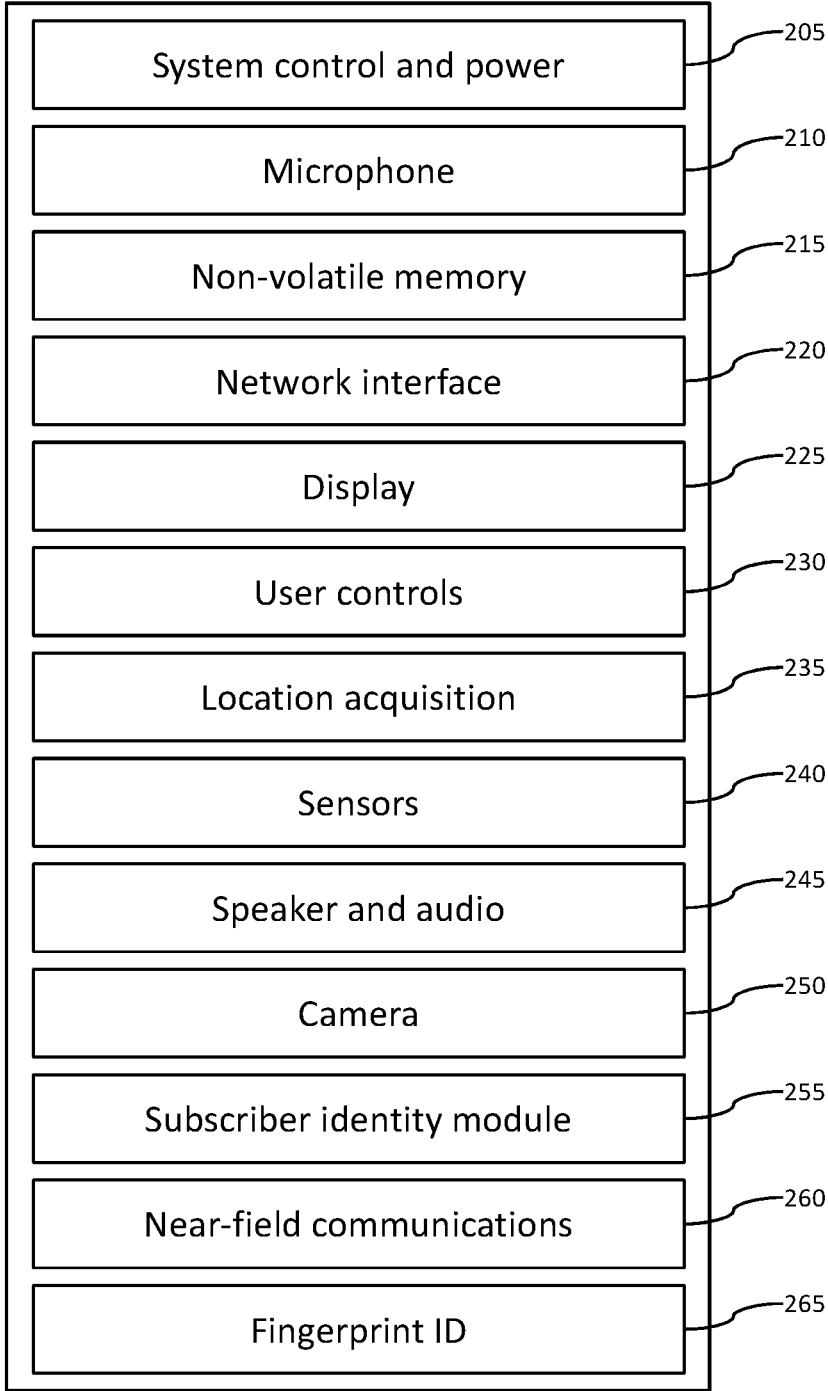 System control and power 205
Microphone 210
Non-volatile memory 215
Network interface 220
Display 225
User controls 230
Location acquisition 235
Sensors 240
Speaker and audio 245
Camera 250
Subscriber identity module 255
Near-field communications 260
Fingerprint ID 265